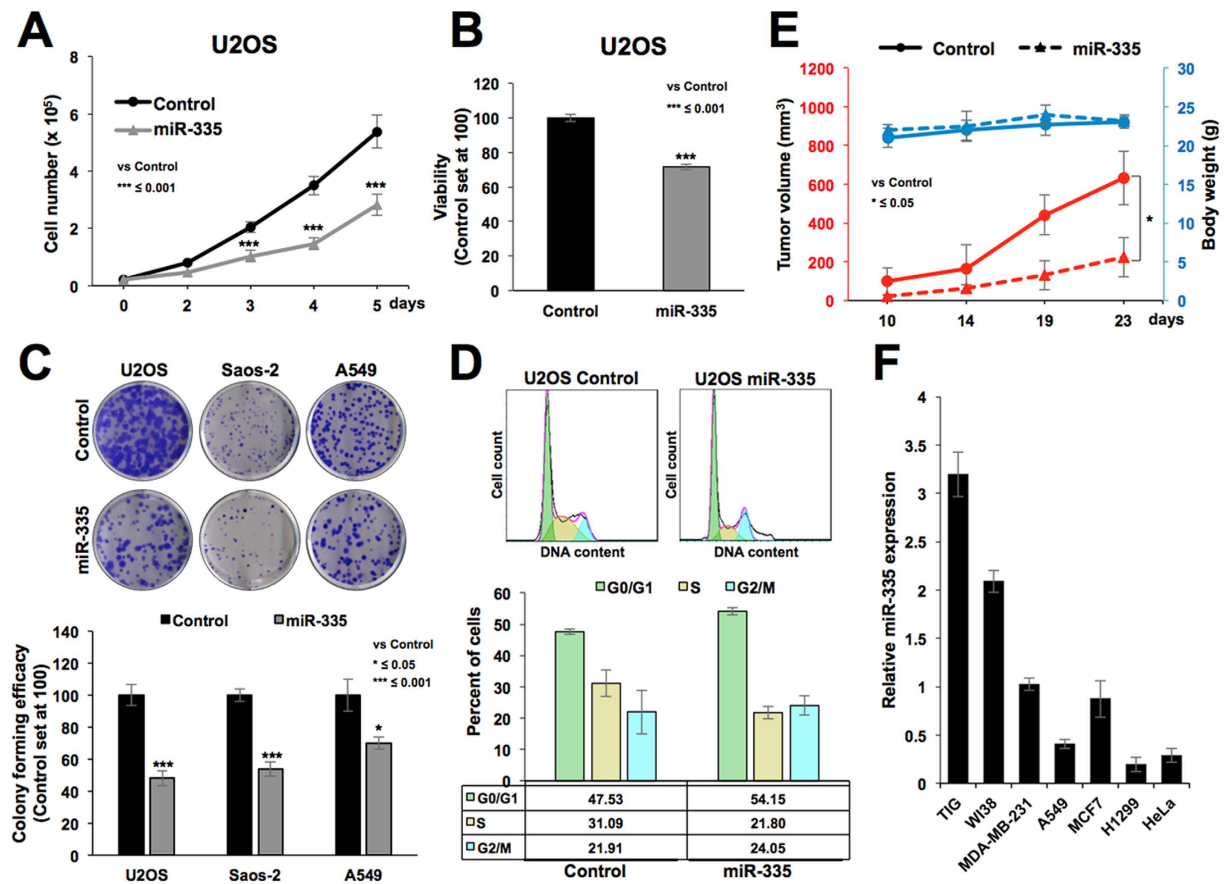 A
U2OS
Cell number (x 10⁵)
8
6
4
2
0
Control
miR-335
vs Control
*** ≤ 0.001
***
***
***
0 2 3 4 5 days
B
U2OS
Viability
(Control set at 100)
120
100
80
60
40
20
0
vs Control
*** ≤ 0.001
***
Control miR-335
E
Control miR-335
Tumor volume (mm³)
1200
1000
800
600
400
200
0
vs Control
* ≤ 0.05
*
30
25
20
15
10
5
0
Body weight (g)
10 14 19 23 days
C
U2OS Saos-2 A549
Control
miR-335
Control miR-335
Colony forming efficacy
(Control set at 100)
140
120
100
80
60
40
20
0
vs Control
* ≤ 0.05
*** ≤ 0.001
***
***
*
U2OS Saos-2 A549
D
U2OS Control U2OS miR-335
Cell count
Cell count
DNA content DNA content
G0/G1 S G2/M
Percent of cells
60
50
40
30
20
10
0
G0/G1 47.53 54.15
S 31.09 21.80
G2/M 21.91 24.05
Control miR-335
F
Relative miR-335 expression
4
3.5
3
2.5
2
1.5
1
0.5
0
TIG
WI38
MDA-MB-231
A549
MCF7
H1299
HeLa